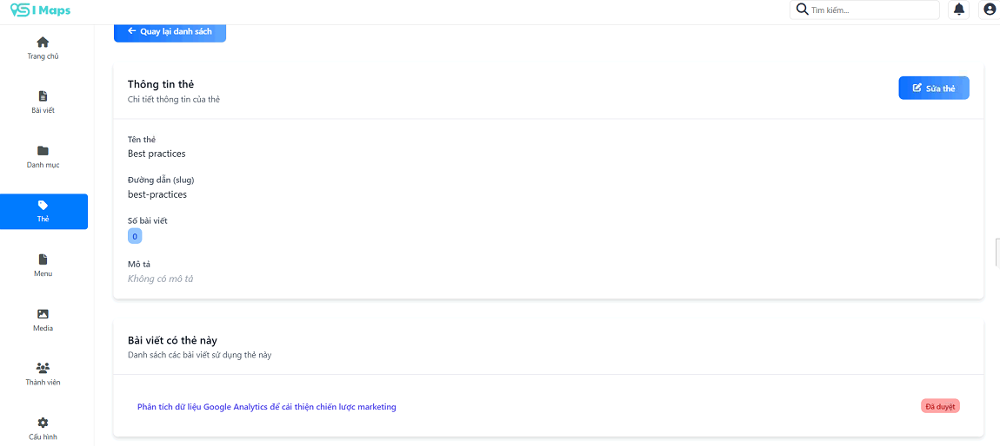 I Maps
Tìm kiếm...
Trang chủ
Bài viết
Danh mục
Thẻ
Menu
Media
Thành viên
Cấu hình
Quay lại danh sách
Thông tin thẻ
Chi tiết thông tin của thẻ
Sửa thẻ
Tên thẻ
Best practices
Đường dẫn (slug)
best-practices
Số bài viết
0
Mô tả
Không có mô tả
Bài viết có thẻ này
Danh sách các bài viết sử dụng thẻ này
Phân tích dữ liệu Google Analytics để cải thiện chiến lược marketing
Đã duyệt